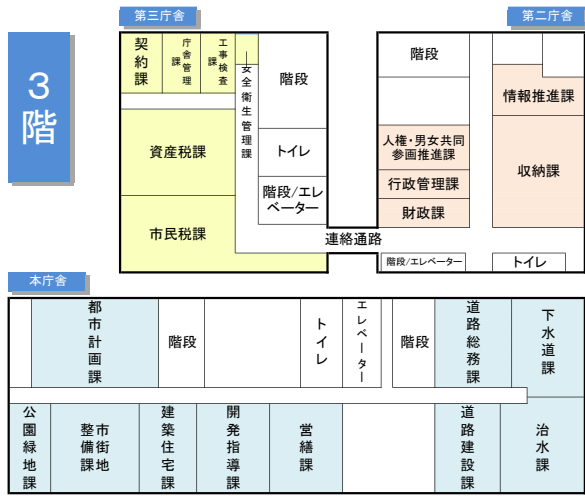 第三庁舎
第二庁舎
3階
契約課
庁舎管理課
工事検査課
安全衛生管理課
階段
資産税課
トイレ
階段/エレ
ベーター
市民税課
連絡通路
階段
情報推進課
人権・男女共同
参画推進課
行政管理課
財政課
収納課
階段/エレベーター
トイレ
本庁舎
都市計画課
階段
トイレ
エレベーター
階段
道路総務課
下水道課
公園緑地課
市街地
整備課
建築住宅課
開発指導課
営繕課
道路建設課
治水課